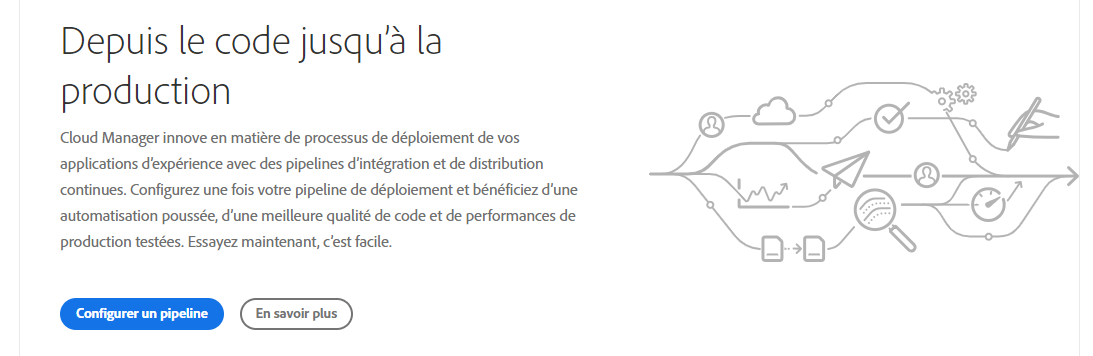 Depuis le code jusqu’à la
production
Cloud Manager innove en matière de processus de déploiement de vos
applications d’expérience avec des pipelines d’intégration et de distribution
continues. Configurez une fois votre pipeline de déploiement et bénéficiez d’une
automatisation poussée, d’une meilleure qualité de code et de performances de
production testées. Essayez maintenant, c’est facile.
Configurer un pipeline
En savoir plus